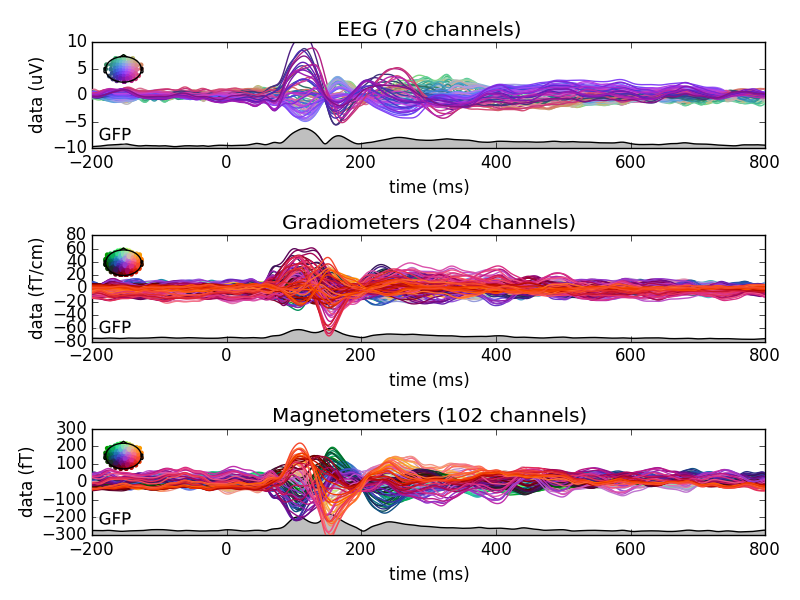 EEG (70 channels)
10
5
0
−5
−10
data (uV)
GFP
−200 0 200 400 600 800
time (ms)
Gradiometers (204 channels)
80
60
40
20
0
−20
−40
−60
−80
data (fT/cm)
GFP
−200 0 200 400 600 800
time (ms)
Magnetometers (102 channels)
300
200
100
0
−100
−200
−300
data (fT)
GFP
−200 0 200 400 600 800
time (ms)